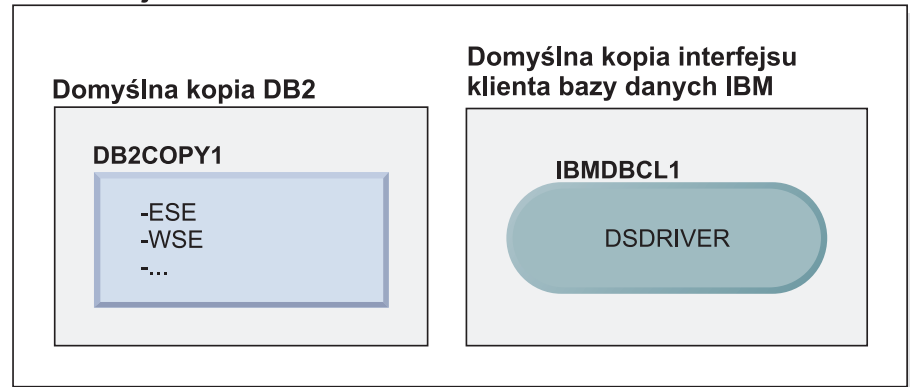 Domyślna kopia DB2
DB2COPY1
-ESE
-WSE
-...
Domyślna kopia interfejsu
klienta bazy danych IBM
IBMDBCL1
DSDRIVER